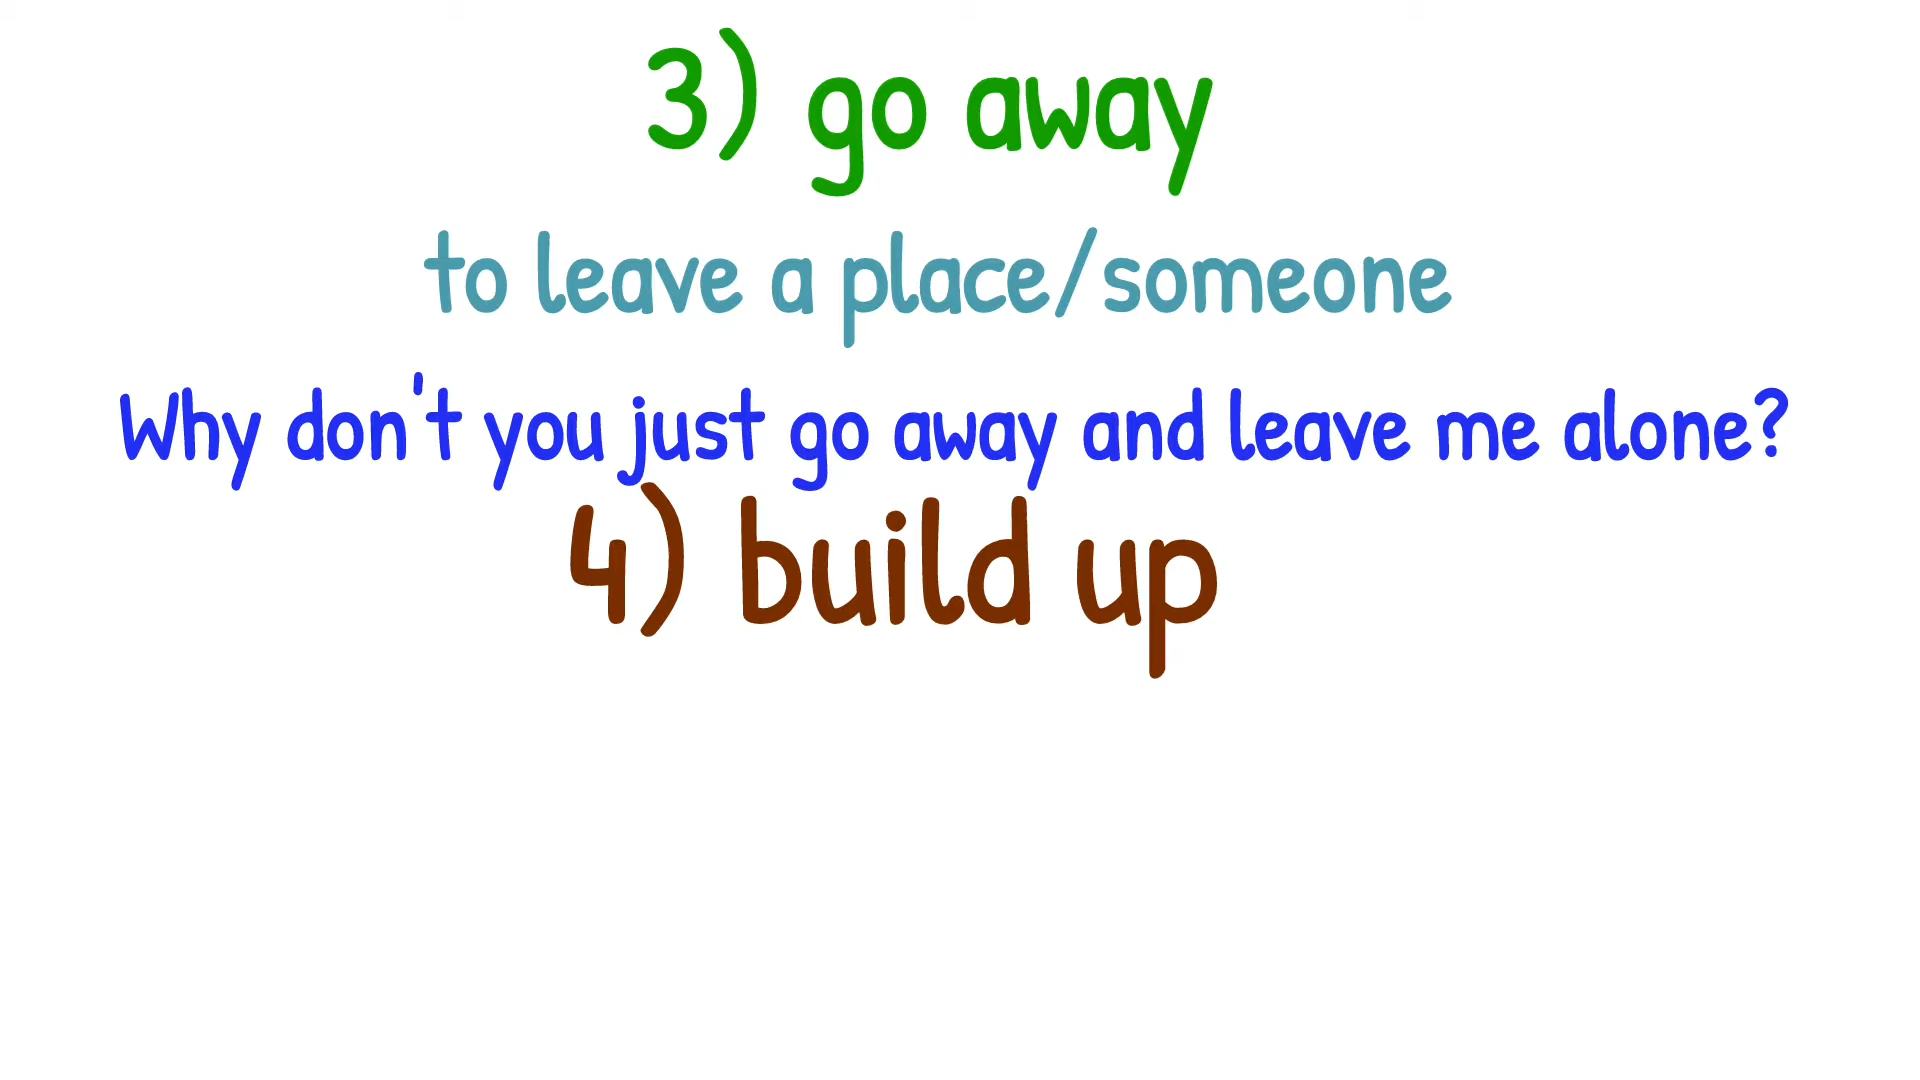 3) go away
to leave a place/someone
Why don't you just go away and leave me alone?
4) build up